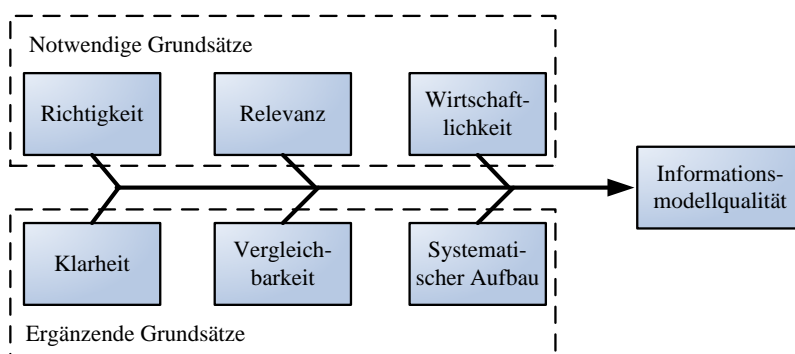 Notwendige Grundsätze
Richtigkeit
Relevanz
Wirtschaft-
lichkeit
Informations-
modellqualität
Klarheit
Vergleich-
barkeit
Systemati-
scher Aufbau
Ergänzende Grundsätze